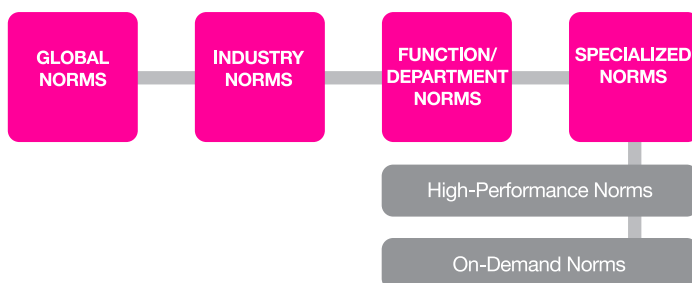 GLOBAL
NORMS
INDUSTRY
NORMS
FUNCTION/
DEPARTMENT
NORMS
SPECIALIZED
NORMS
High-Performance Norms
On-Demand Norms